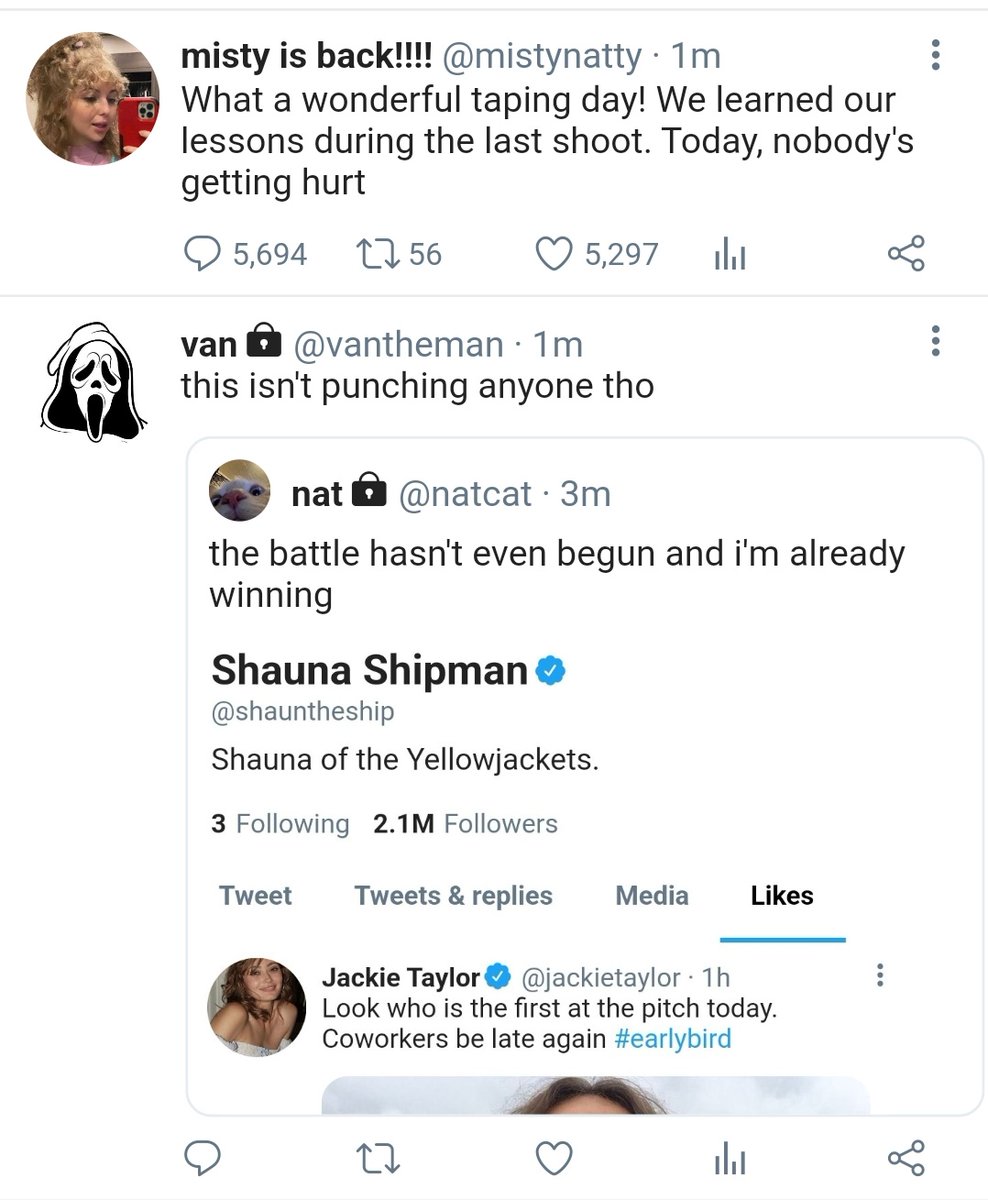 misty is back!!!! @mistynatty · 1m
What a wonderful taping day! We learned our
lessons during the last shoot. Today, nobody's
getting hurt
5,694 56 5,297
van @vantheman · 1m
this isn't punching anyone tho
nat @natcat · 3m
the battle hasn't even begun and i'm already
winning
Shauna Shipman
@shauntheship
Shauna of the Yellowjackets.
3 Following 2.1M Followers
Tweet Tweets & replies Media Likes
Jackie Taylor @jackietaylor · 1h
Look who is the first at the pitch today.
Coworkers be late again #earlybird